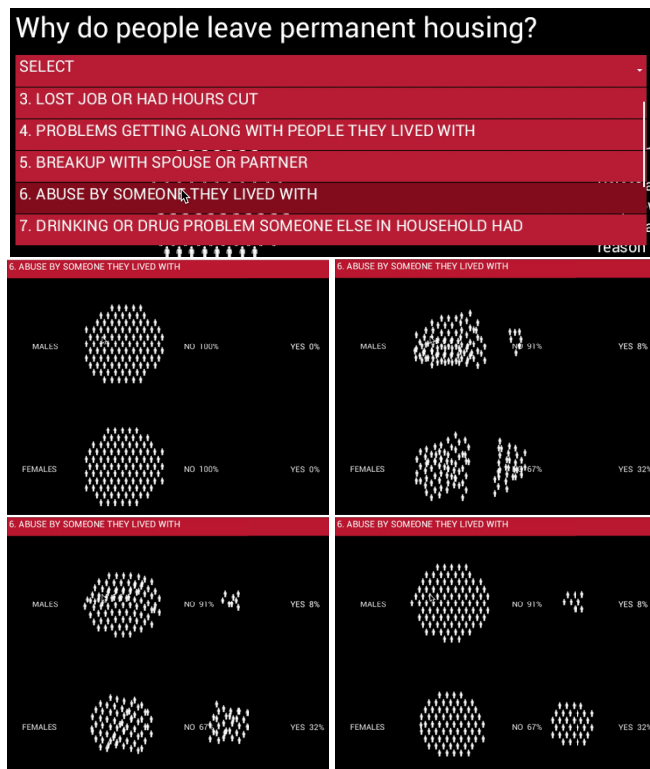 Why do people leave permanent housing?
SELECT
3. LOST JOB OR HAD HOURS CUT
4. PROBLEMS GETTING ALONG WITH PEOPLE THEY LIVED WITH
5. BREAKUP WITH SPOUSE OR PARTNER
6. ABUSE BY SOMEONE THEY LIVED WITH
7. DRINKING OR DRUG PROBLEM SOMEONE ELSE IN HOUSEHOLD HAD
reason
6. ABUSE BY SOMEONE THEY LIVED WITH
MALES NO 100% YES 0%
FEMALES NO 100% YES 0%
6. ABUSE BY SOMEONE THEY LIVED WITH
MALES NO 91% YES 8%
FEMALES NO 67% YES 32%
6. ABUSE BY SOMEONE THEY LIVED WITH
MALES NO 91% YES 8%
FEMALES NO 67 YES 32%
6. ABUSE BY SOMEONE THEY LIVED WITH
MALES NO 91% YES 8%
FEMALES NO 67% YES 32%